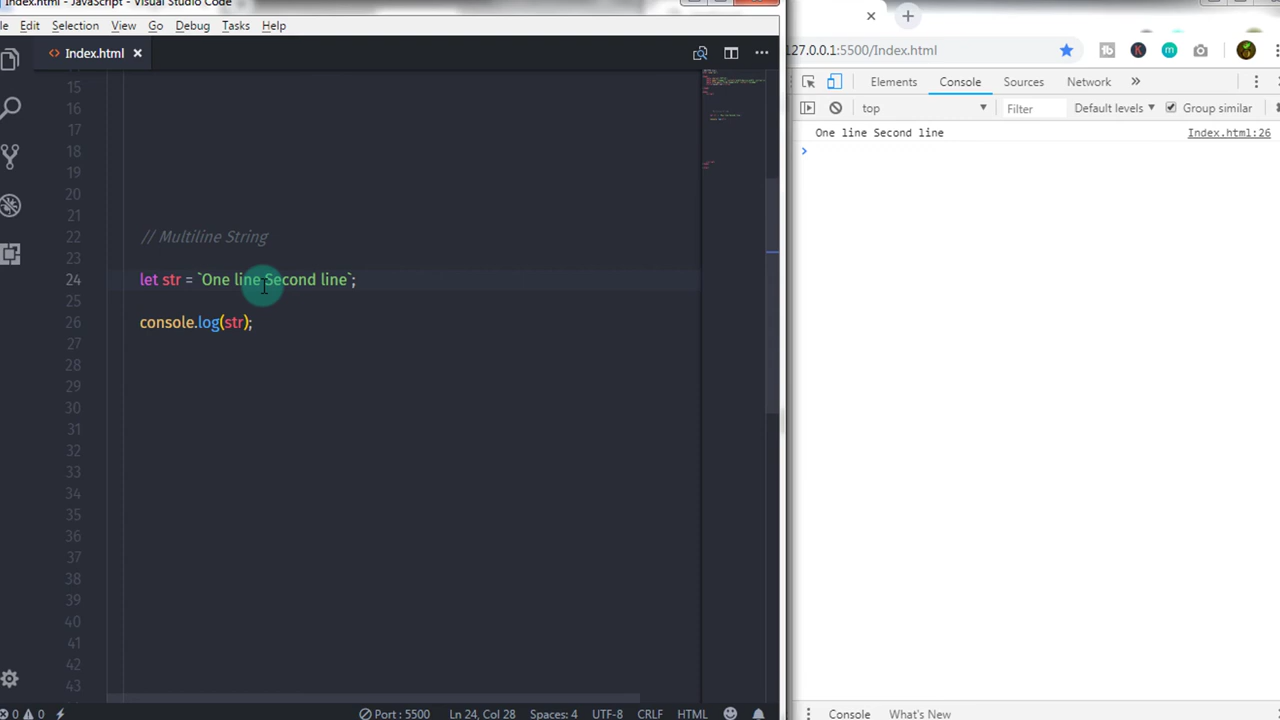 Index.html - JavaScript - Visual Studio Code
Edit Selection View Go Debug Tasks Help
Index.html
127.0.0.1:5500/Index.html
Elements Console Sources Network
top Filter Default levels Group similar
One line Second line Index.html:26
15
16
17
18
19
20
21
22 // Multiline String
23
24 let str = `One line Second line`;
25
26 console.log(str);
27
28
29
30
31
32
33
34
35
36
37
38
39
40
41
42
43
0 0 Port : 5500 Ln 24, Col 28 Spaces: 4 UTF-8 CRLF HTML
Console What's New